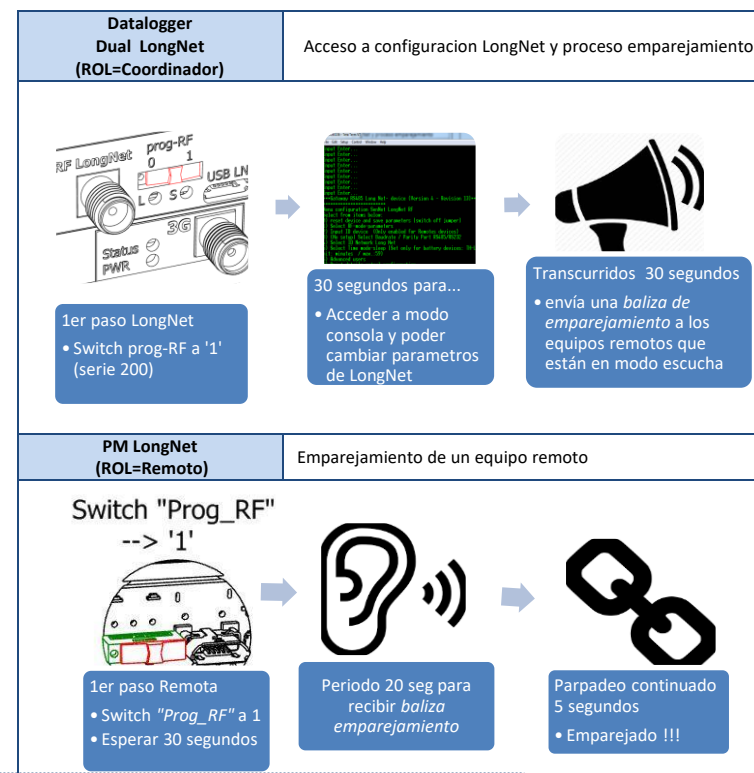 Datalogger
Dual LongNet
(ROL=Coordinador)
Acceso a configuracion LongNet y proceso emparejamiento
RF LongNet
prog-RF
0 1
USB LN
L
S
3G
Status
PWR
1er paso LongNet
• Switch prog-RF a '1'
(serie 200)
30 segundos para...
• Acceder a modo
consola y poder
cambiar parametros
de LongNet
Transcurridos 30 segundos
• envía una baliza de
emparejamiento a los
equipos remotos que
están en modo escucha
PM LongNet
(ROL=Remoto)
Emparejamiento de un equipo remoto
Switch "Prog_RF"
--> '1'
1er paso Remota
• Switch "Prog_RF" a 1
• Esperar 30 segundos
Periodo 20 seg para
recibir baliza
emparejamiento
Parpadeo continuado
5 segundos
• Emparejado !!!